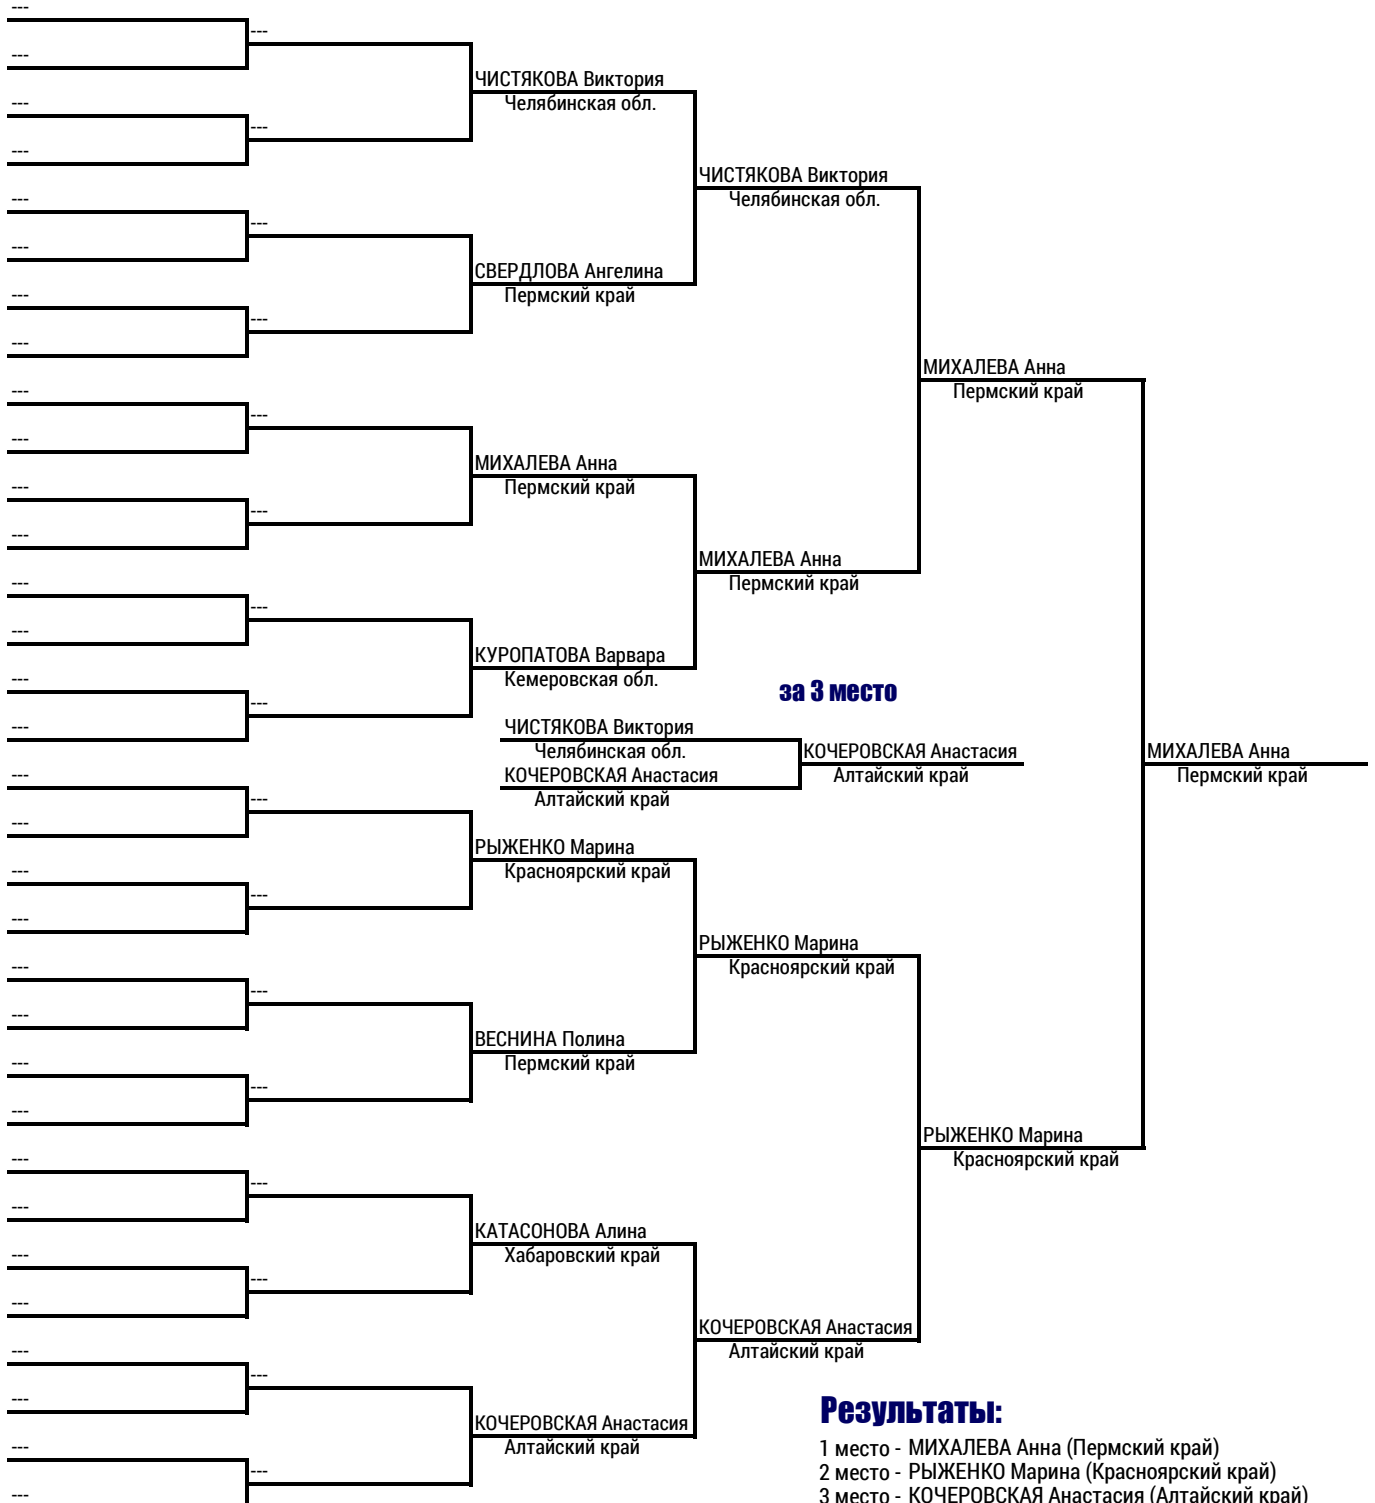 ---
---
---
ЧИСТЯКОВА Виктория
Челябинская обл.
---
---
---
ЧИСТЯКОВА Виктория
Челябинская обл.
---
---
---
СВЕРДЛОВА Ангелина
Пермский край
---
---
---
МИХАЛЕВА Анна
Пермский край
---
---
---
МИХАЛЕВА Анна
Пермский край
---
---
---
МИХАЛЕВА Анна
Пермский край
---
---
---
КУРОПАТОВА Варвара
Кемеровская обл.
---
---
---
за 3 место
ЧИСТЯКОВА Виктория
Челябинская обл.
КОЧЕРОВСКАЯ Анастасия
Алтайский край
КОЧЕРОВСКАЯ Анастасия
Алтайский край
МИХАЛЕВА Анна
Пермский край
---
---
---
РЫЖЕНКО Марина
Красноярский край
---
---
---
РЫЖЕНКО Марина
Красноярский край
---
---
---
ВЕСНИНА Полина
Пермский край
---
---
---
РЫЖЕНКО Марина
Красноярский край
---
---
---
КАТАСОНОВА Алина
Хабаровский край
---
---
---
КОЧЕРОВСКАЯ Анастасия
Алтайский край
---
---
---
КОЧЕРОВСКАЯ Анастасия
Алтайский край
---
---
---
Результаты:
1 место - МИХАЛЕВА Анна (Пермский край)
2 место - РЫЖЕНКО Марина (Красноярский край)
3 место - КОЧЕРОВСКАЯ Анастасия (Алтайский край)